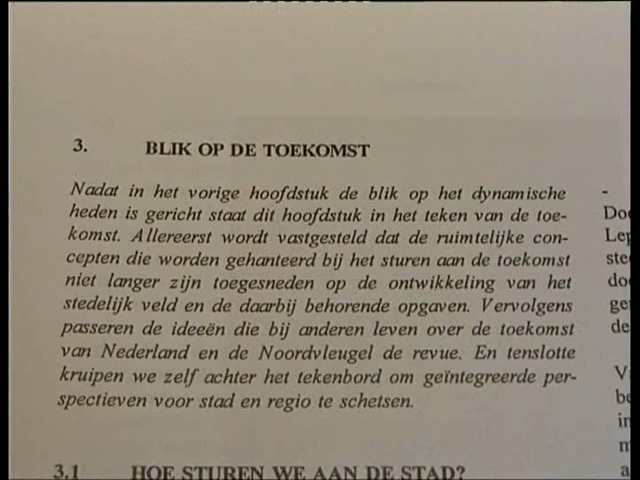 3. BLIK OP DE TOEKOMST
Nadat in het vorige hoofdstuk de blik op het dynamische
heden is gericht staat dit hoofdstuk in het teken van de toe-
komst. Allereerst wordt vastgesteld dat de ruimtelijke con-
cepten die worden gehanteerd bij het sturen aan de toekomst
niet langer zijn toegesneden op de ontwikkeling van het
stedelijk veld en de daarbij behorende opgaven. Vervolgens
passeren de ideeën die bij anderen leven over de toekomst
van Nederland en de Noordvleugel de revue. En tenslotte
kruipen we zelf achter het tekenbord om geïntegreerde per-
spectieven voor stad en regio te schetsen.
3.1 HOE STUREN WE AAN DE STAD?
-